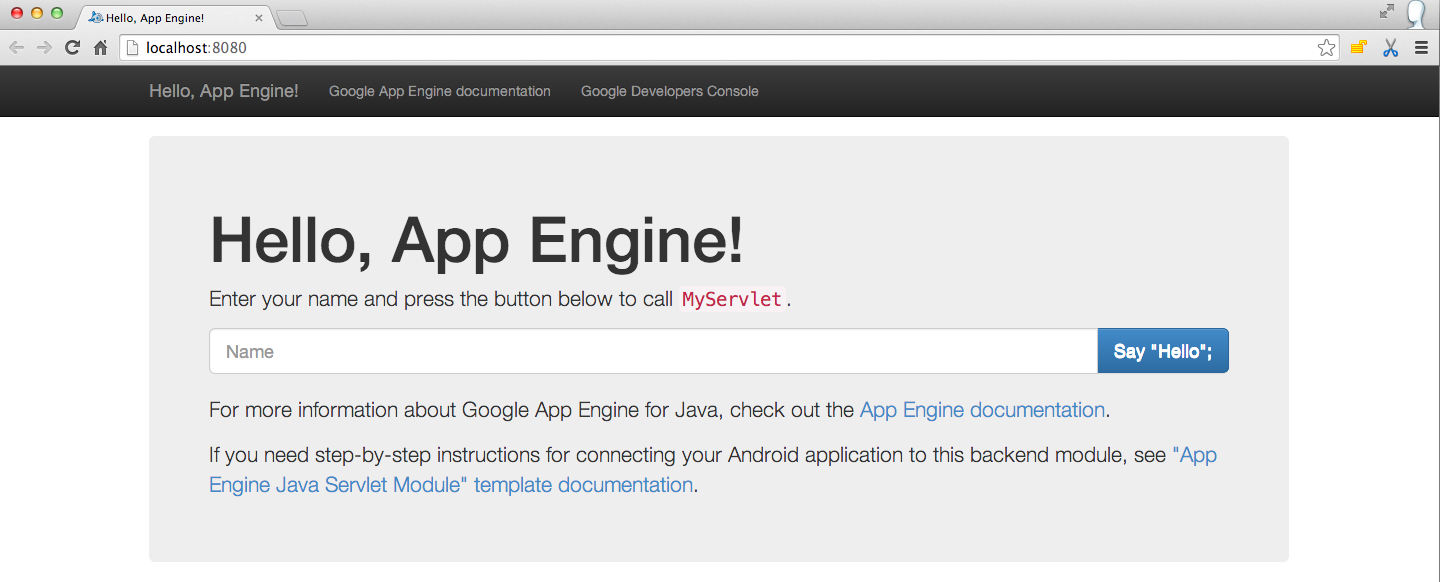 Hello, App Engine!
localhost:8080
Hello, App Engine! Google App Engine documentation Google Developers Console
Hello, App Engine!
Enter your name and press the button below to call MyServlet.
Name Say "Hello";
For more information about Google App Engine for Java, check out the App Engine documentation.
If you need step-by-step instructions for connecting your Android application to this backend module, see "App
Engine Java Servlet Module" template documentation.